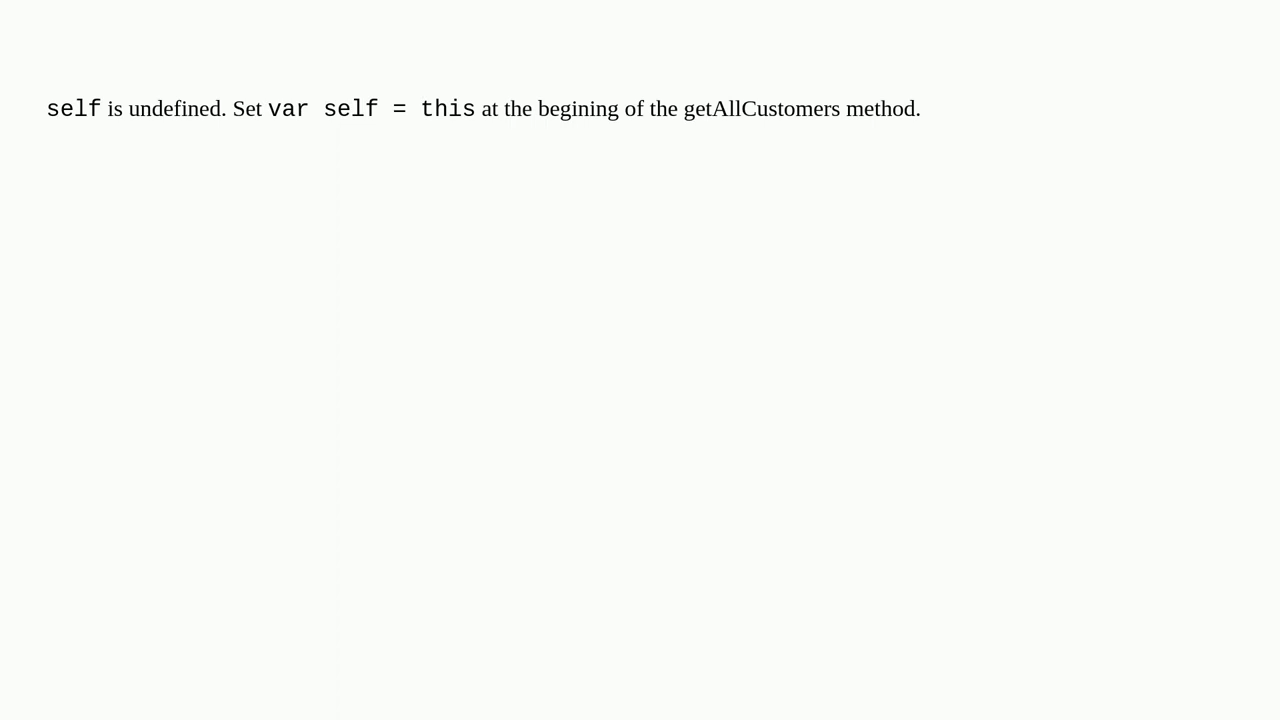 self is undefined. Set var self = this at the begining of the getAllCustomers method.